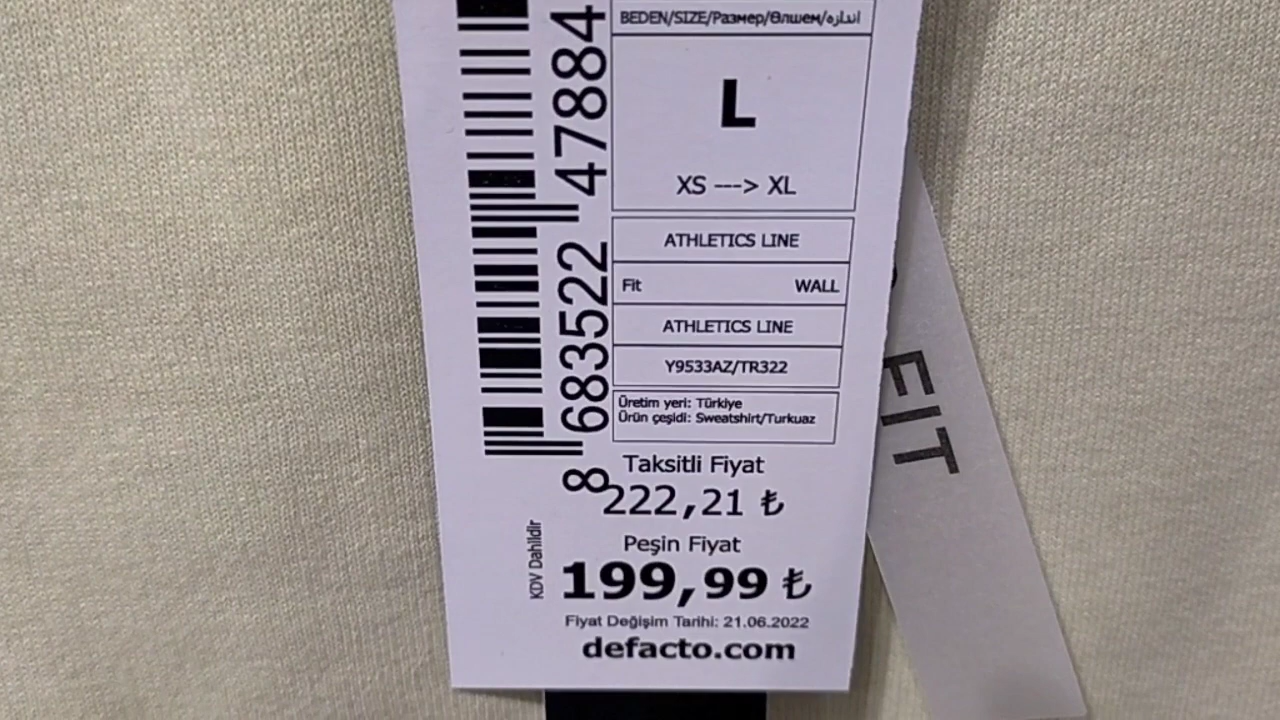 BEDEN/SIZE/Размер/Өлшем/اندازه
L
XS ---> XL
ATHLETICS LINE
Fit WALL
ATHLETICS LINE
Y9533AZ/TR322
Üretim yeri: Türkiye
Ürün çeşidi: Sweatshirt/Turkuaz
8 683522 47884
Taksitli Fiyat
222,21 ₺
Peşin Fiyat
199,99 ₺
KDV Dahildir
Fiyat Değişim Tarihi: 21.06.2022
defacto.com
FIT